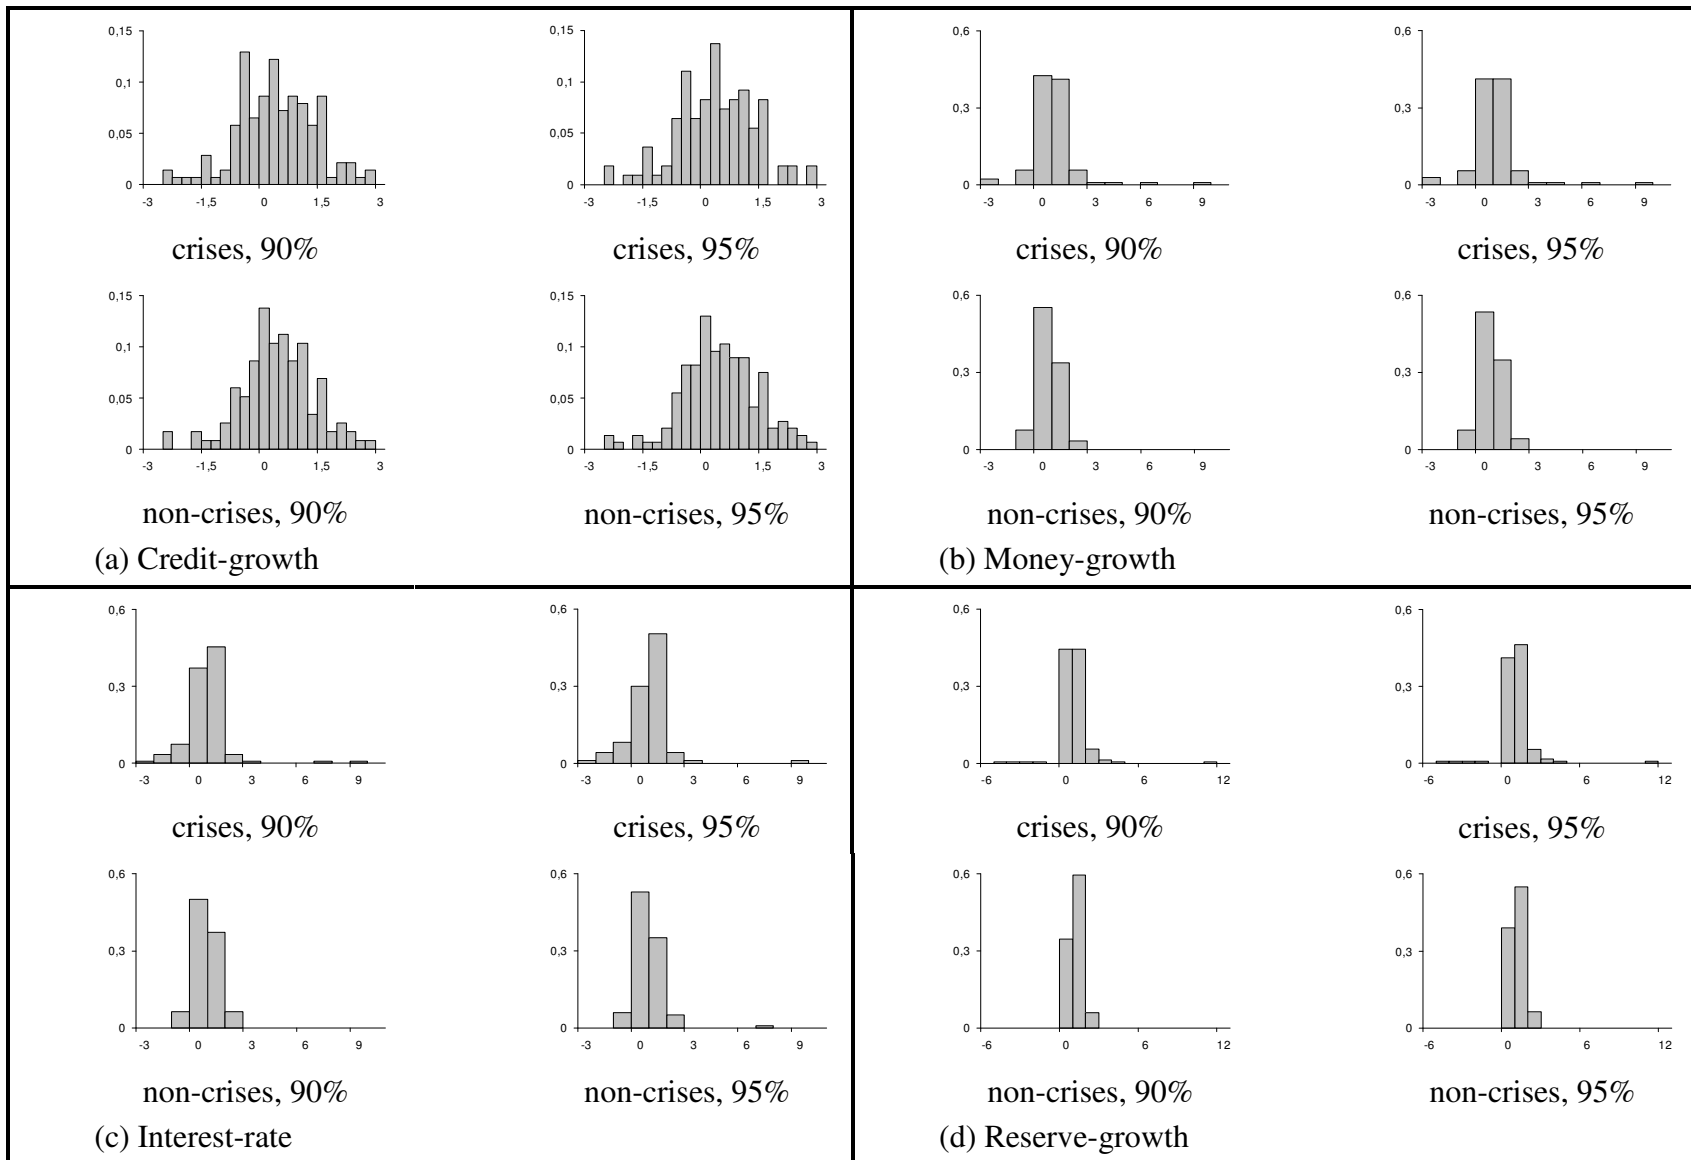 0,15
0,1
0,05
0
-3 -1,5 0 1,5 3
crises, 90%
0,15
0,1
0,05
0
-3 -1,5 0 1,5 3
crises, 95%
0,15
0,1
0,05
0
-3 -1,5 0 1,5 3
non-crises, 90%
0,15
0,1
0,05
0
-3 -1,5 0 1,5 3
non-crises, 95%
(a) Credit-growth
0,6
0,3
0
-3 0 3 6 9
crises, 90%
0,6
0,3
0
-3 0 3 6 9
crises, 95%
0,6
0,3
0
-3 0 3 6 9
non-crises, 90%
0,6
0,3
0
-3 0 3 6 9
non-crises, 95%
(b) Money-growth
0,6
0,3
0
-3 0 3 6 9
crises, 90%
0,6
0,3
0
-3 0 3 6 9
crises, 95%
0,6
0,3
0
-3 0 3 6 9
non-crises, 90%
0,6
0,3
0
-3 0 3 6 9
non-crises, 95%
(c) Interest-rate
0,6
0,3
0
-6 0 6 12
crises, 90%
0,6
0,3
0
-6 0 6 12
crises, 95%
0,6
0,3
0
-6 0 6 12
non-crises, 90%
0,6
0,3
0
-6 0 6 12
non-crises, 95%
(d) Reserve-growth